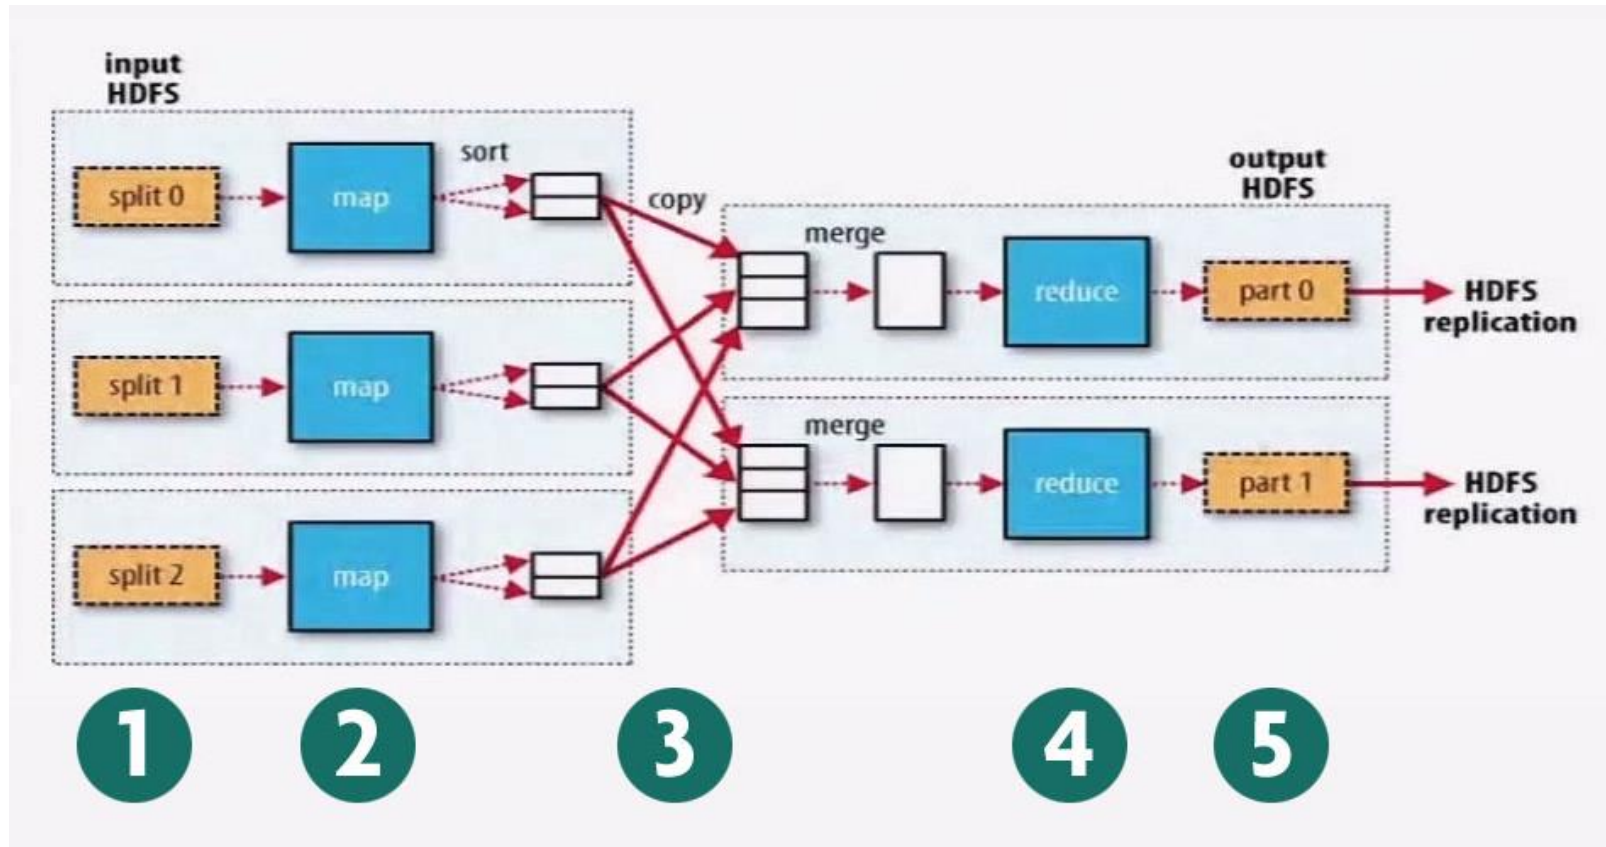 input
HDFS
split 0
map
sort
copy
split 1
map
split 2
map
output
HDFS
merge
reduce
part 0
HDFS
replication
merge
reduce
part 1
HDFS
replication
1
2
3
4
5